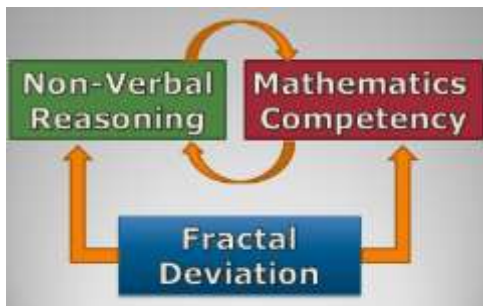 Non-Verbal
Reasoning
Mathematics
Competency
Fractal
Deviation